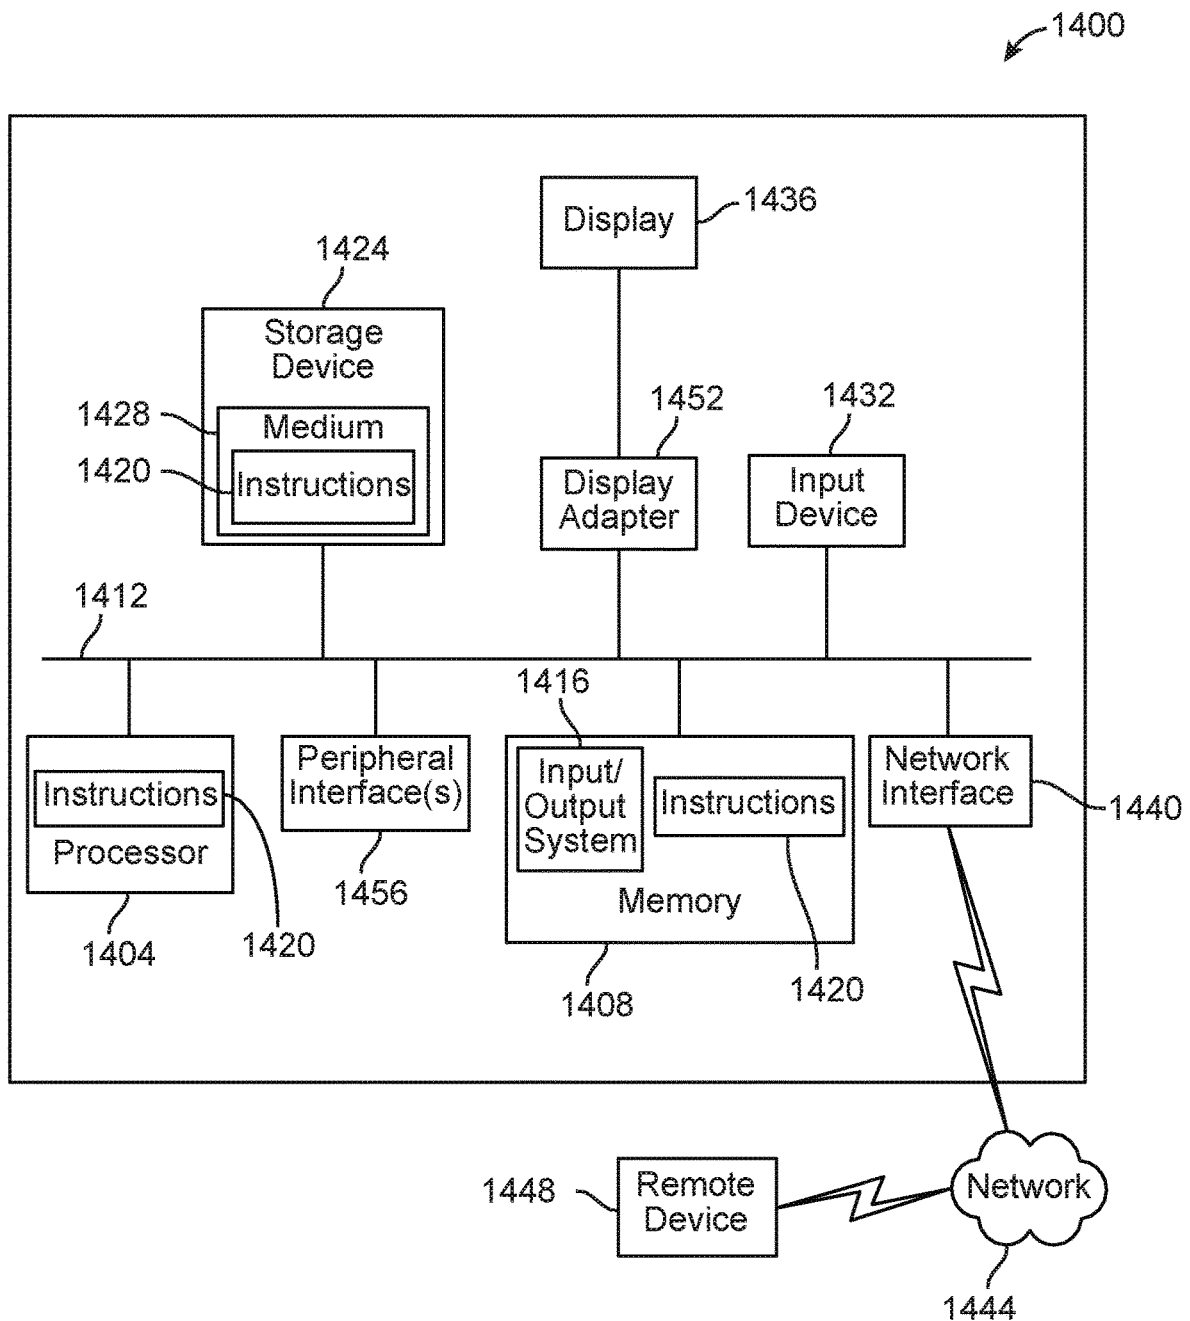 1400
Display
1436
1424
Storage
Device
1428
Medium
1420
Instructions
1452
Display
Adapter
1432
Input
Device
1412
Instructions
Processor
1404
1420
Peripheral
Interface(s)
1456
1416
Input/
Output
System
Instructions
Memory
1408
1420
Network
Interface
1440
1448
Remote
Device
Network
1444